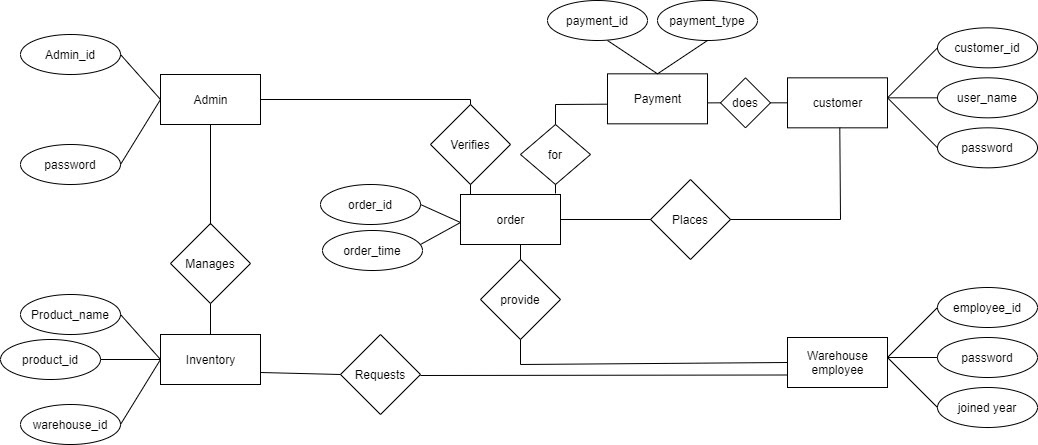 payment_id
payment_type
Admin_id
customer_id
Admin
Payment
does
customer
user_name
Verifies
for
password
password
order_id
order
Places
order_time
Manages
provide
Product_name
employee_id
product_id
Inventory
Requests
Warehouse
employee
password
warehouse_id
joined year